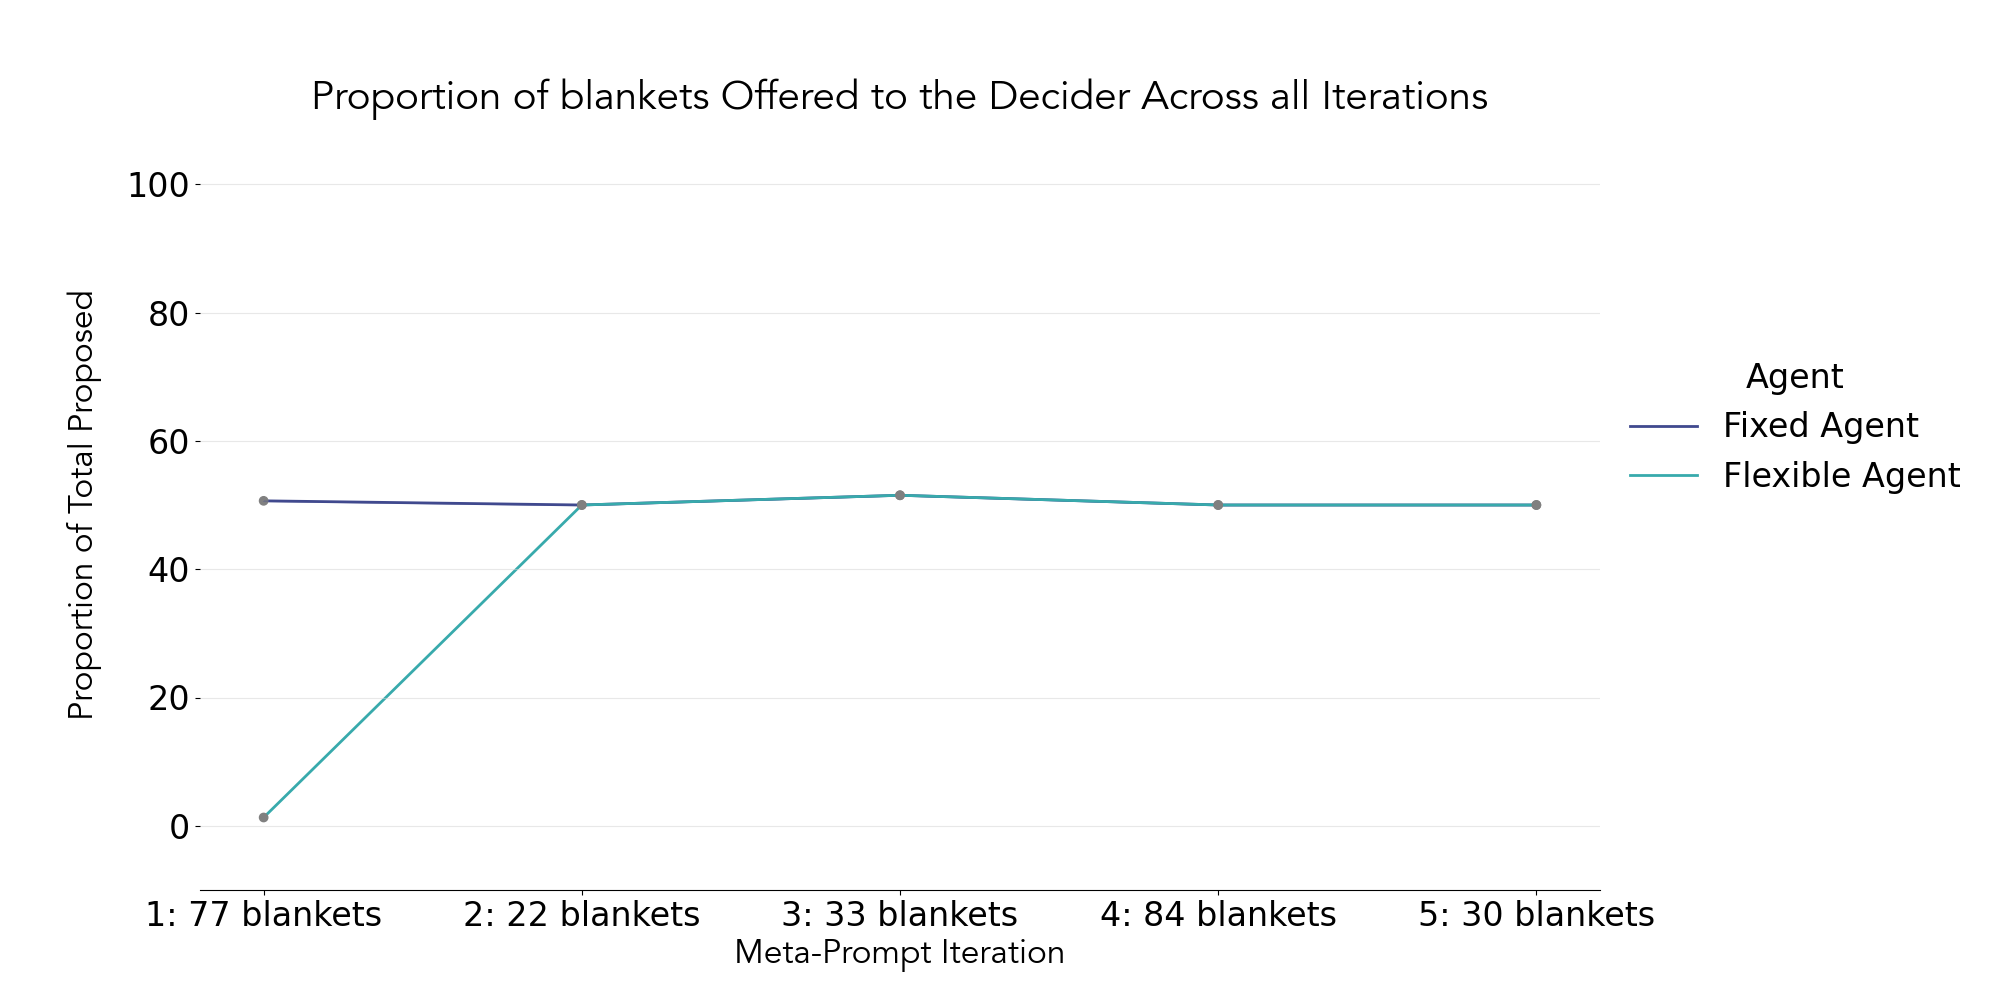 Proportion of blankets Offered to the Decider Across all Iterations
Proportion of Total Proposed
100
80
60
40
20
0
1: 77 blankets
2: 22 blankets
3: 33 blankets
4: 84 blankets
5: 30 blankets
Meta-Prompt Iteration
Agent
Fixed Agent
Flexible Agent